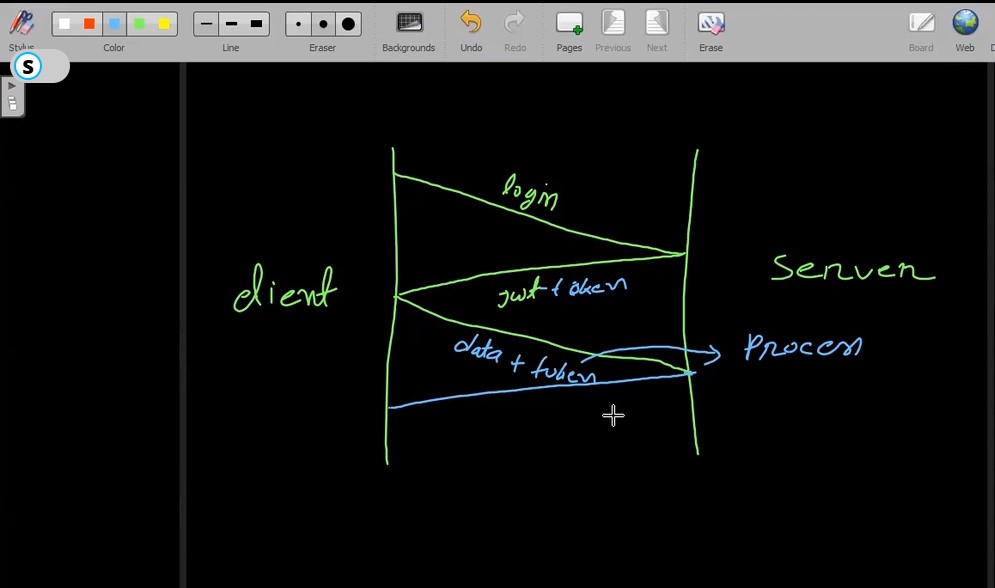 Stylus
Color
Line
Eraser
Backgrounds
Undo
Redo
Pages
Previous
Next
Erase
Board
Web
D
S
login
client
server
jwt token
data + token
process